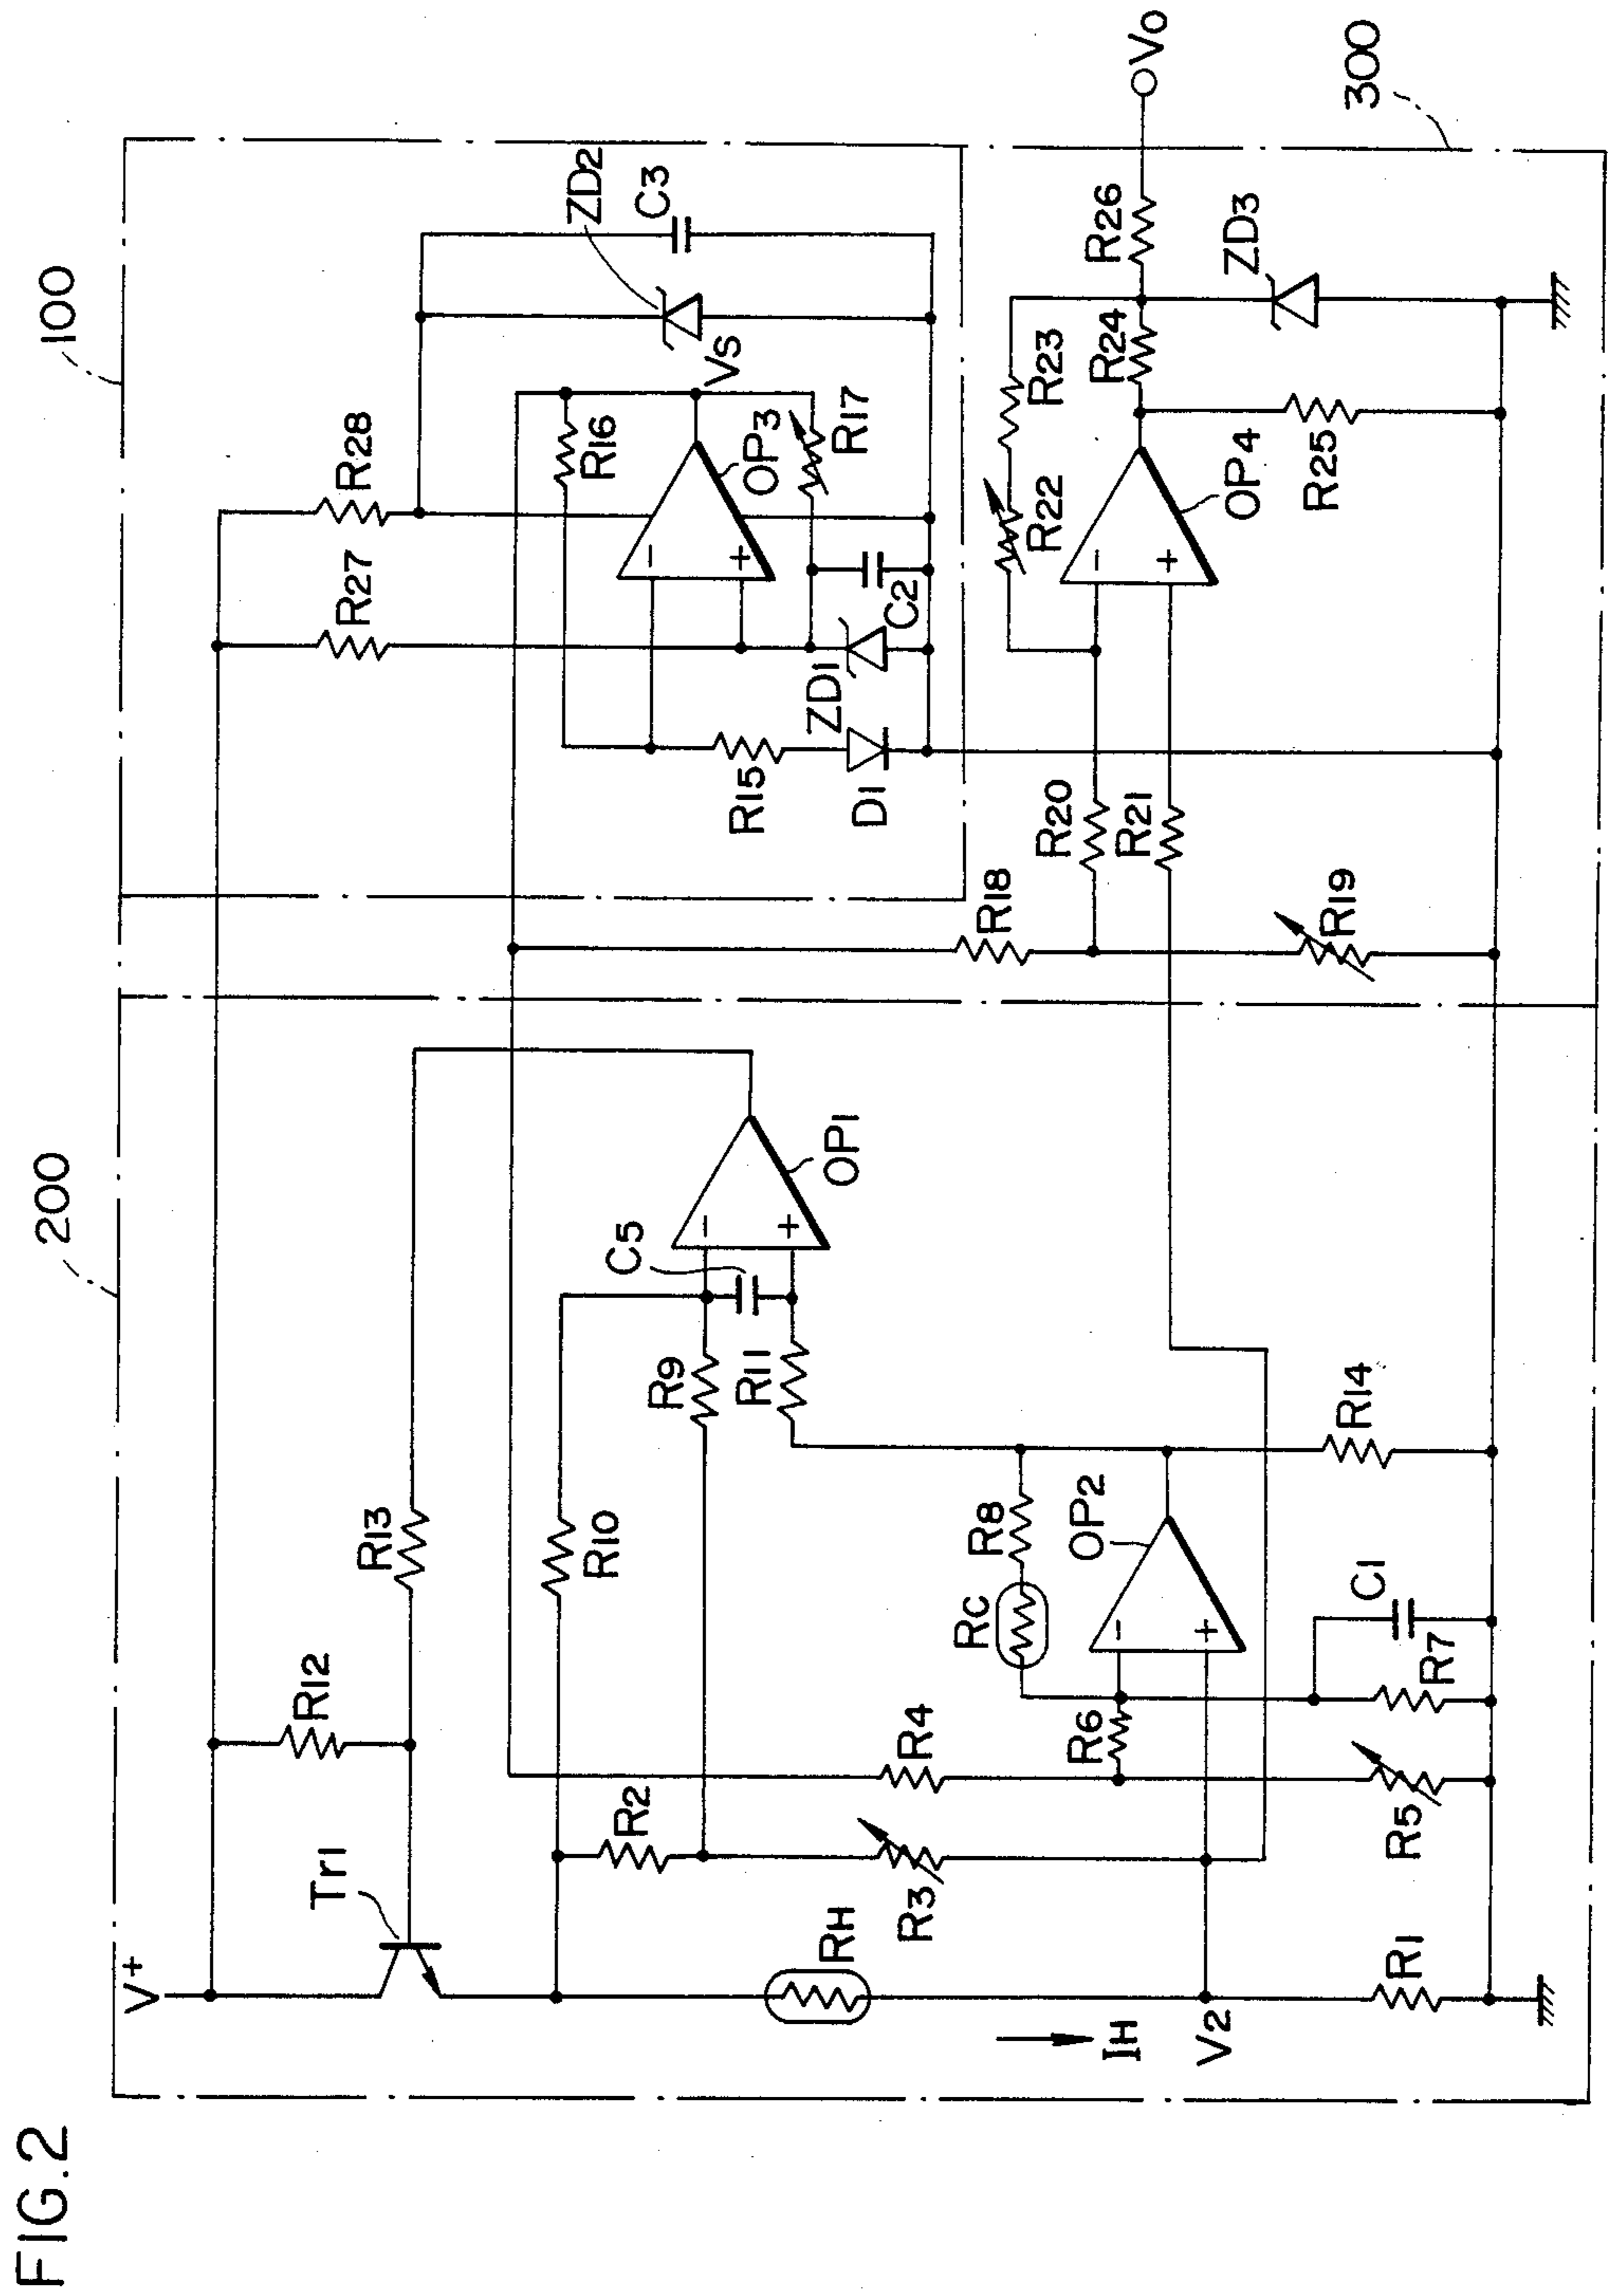 FIG.2
100
200
300
V+
Tr1
R12
R13
R28
R27
R16
ZD2
C3
VS
OP3
R17
C2
ZD1
R15
D1
R10
C5
R9
R11
OP1
R2
R3
R4
RH
IH
V2
R1
R5
R6
RC
R8
OP2
C1
R7
R14
R18
R19
R20
R21
R22
R23
R24
OP4
R25
R26
ZD3
VO
−
+
−
+
−
+
−
+